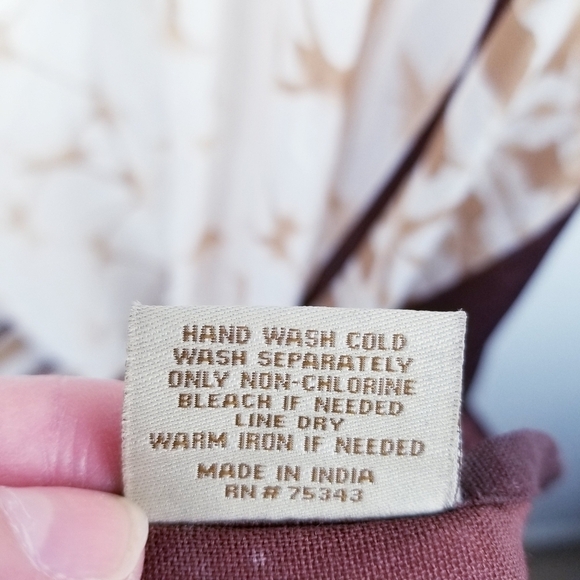 HAND WASH COLD
WASH SEPARATELY
ONLY NON-CHLORINE
BLEACH IF NEEDED
LINE DRY
WARM IRON IF NEEDED
MADE IN INDIA
RN # 75343